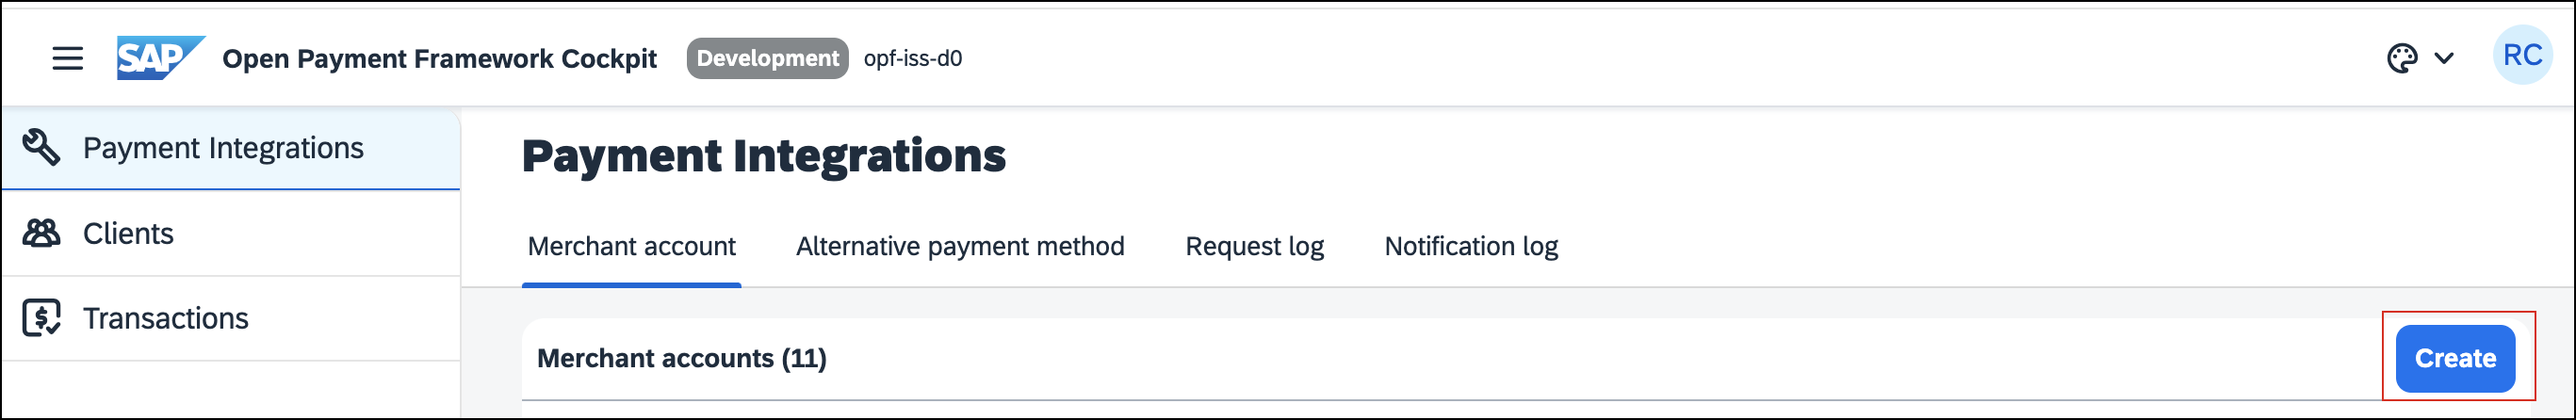 SAP Open Payment Framework Cockpit Development opf-iss-d0 RC
Payment Integrations
Clients
Transactions
Payment Integrations
Merchant account Alternative payment method Request log Notification log
Merchant accounts (11) Create